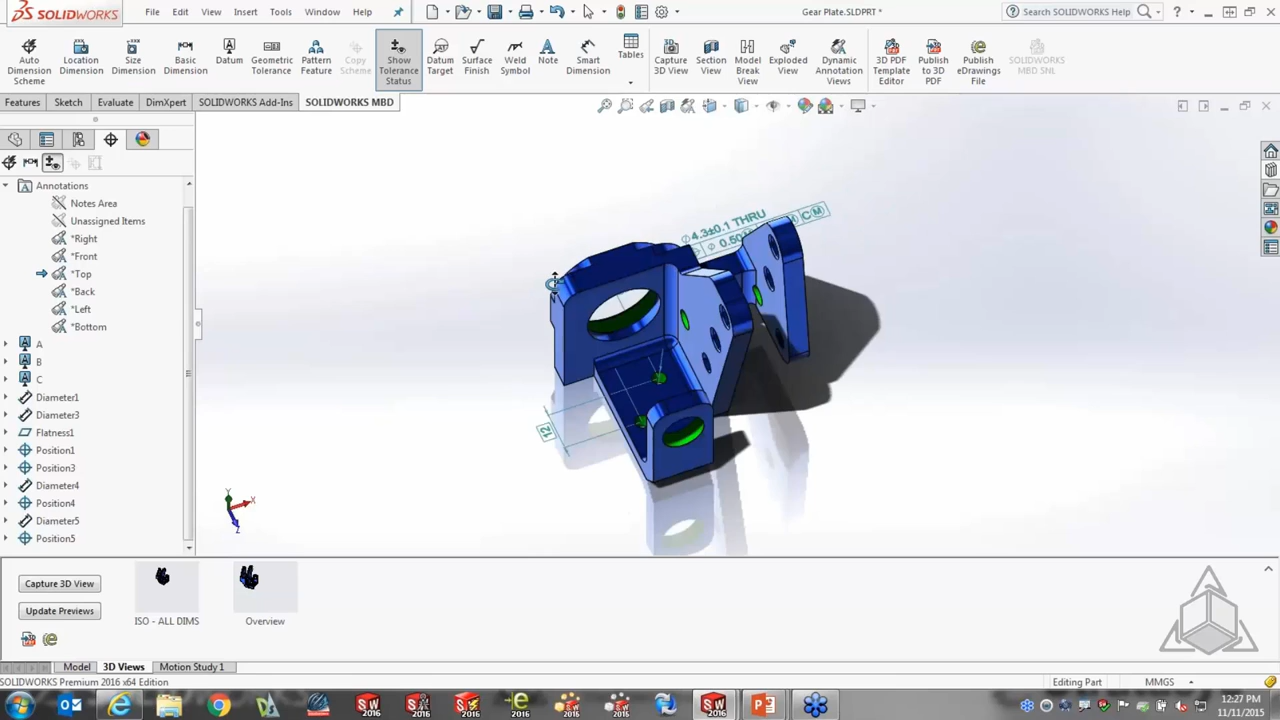 SOLIDWORKS
File Edit View Insert Tools Window Help
Gear Plate.SLDPRT *
Search SOLIDWORKS Help
Auto Dimension Scheme
Location Dimension
Size Dimension
Basic Dimension
Datum
Geometric Tolerance
Pattern Feature
Copy Scheme
Show Tolerance Status
Datum Target
Surface Finish
Weld Symbol
Note
Smart Dimension
Tables
Capture 3D View
Section View
Model Break View
Exploded View
Dynamic Annotation Views
3D PDF Template Editor
Publish to 3D PDF
Publish eDrawings File
SOLIDWORKS MBD SNL
Features Sketch Evaluate DimXpert SOLIDWORKS Add-Ins SOLIDWORKS MBD
Annotations
Notes Area
Unassigned Items
*Right
*Front
*Top
*Back
*Left
*Bottom
A
B
C
Diameter1
Diameter3
Flatness1
Position1
Position3
Diameter4
Position4
Diameter5
Position5
Ø4.3±0.1 THRU
12
Y
X
Z
Capture 3D View
Update Previews
ISO - ALL DIMS
Overview
Model 3D Views Motion Study 1
SOLIDWORKS Premium 2016 x64 Edition
Editing Part
MMGS
12:27 PM
11/11/2015